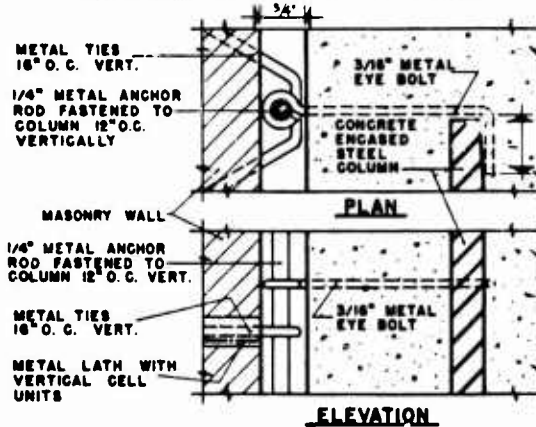 3/4"
METAL TIES
16" O.C. VERT.
3/16" METAL
EYE BOLT
1/4" METAL ANCHOR
ROD FASTENED TO
COLUMN 12" O.C.
VERTICALLY
CONCRETE
ENCASED
STEEL
COLUMN
1"
MASONRY WALL
PLAN
1/4" METAL ANCHOR
ROD FASTENED TO
COLUMN 12" O.C. VERT.
METAL TIES
16" O.C. VERT.
3/16" METAL
EYE BOLT
METAL LATH WITH
VERTICAL CELL
UNITS
ELEVATION